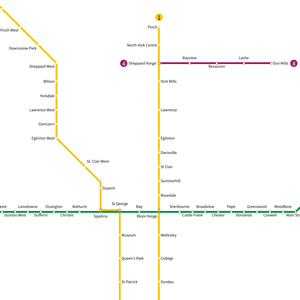 1
Finch
Finch West
North York Centre
Downsview Park
Bayview
Leslie
Sheppard West
4
Sheppard-Yonge
Bessarion
Don Mills
4
Wilson
York Mills
Yorkdale
Lawrence West
Lawrence
Glencairn
Eglinton West
Eglinton
Davisville
St. Clair West
St Clair
Summerhill
Dupont
Rosedale
St George
Lansdowne
Ossington
Bathurst
Bay
Sherbourne
Broadview
Pape
Greenwood
Woodbine
Dundas West
Dufferin
Christie
Spadina
Bloor-Yonge
Castle Frank
Chester
Donlands
Coxwell
Main Str
Museum
Wellesley
Queen's Park
College
St Patrick
Dundas